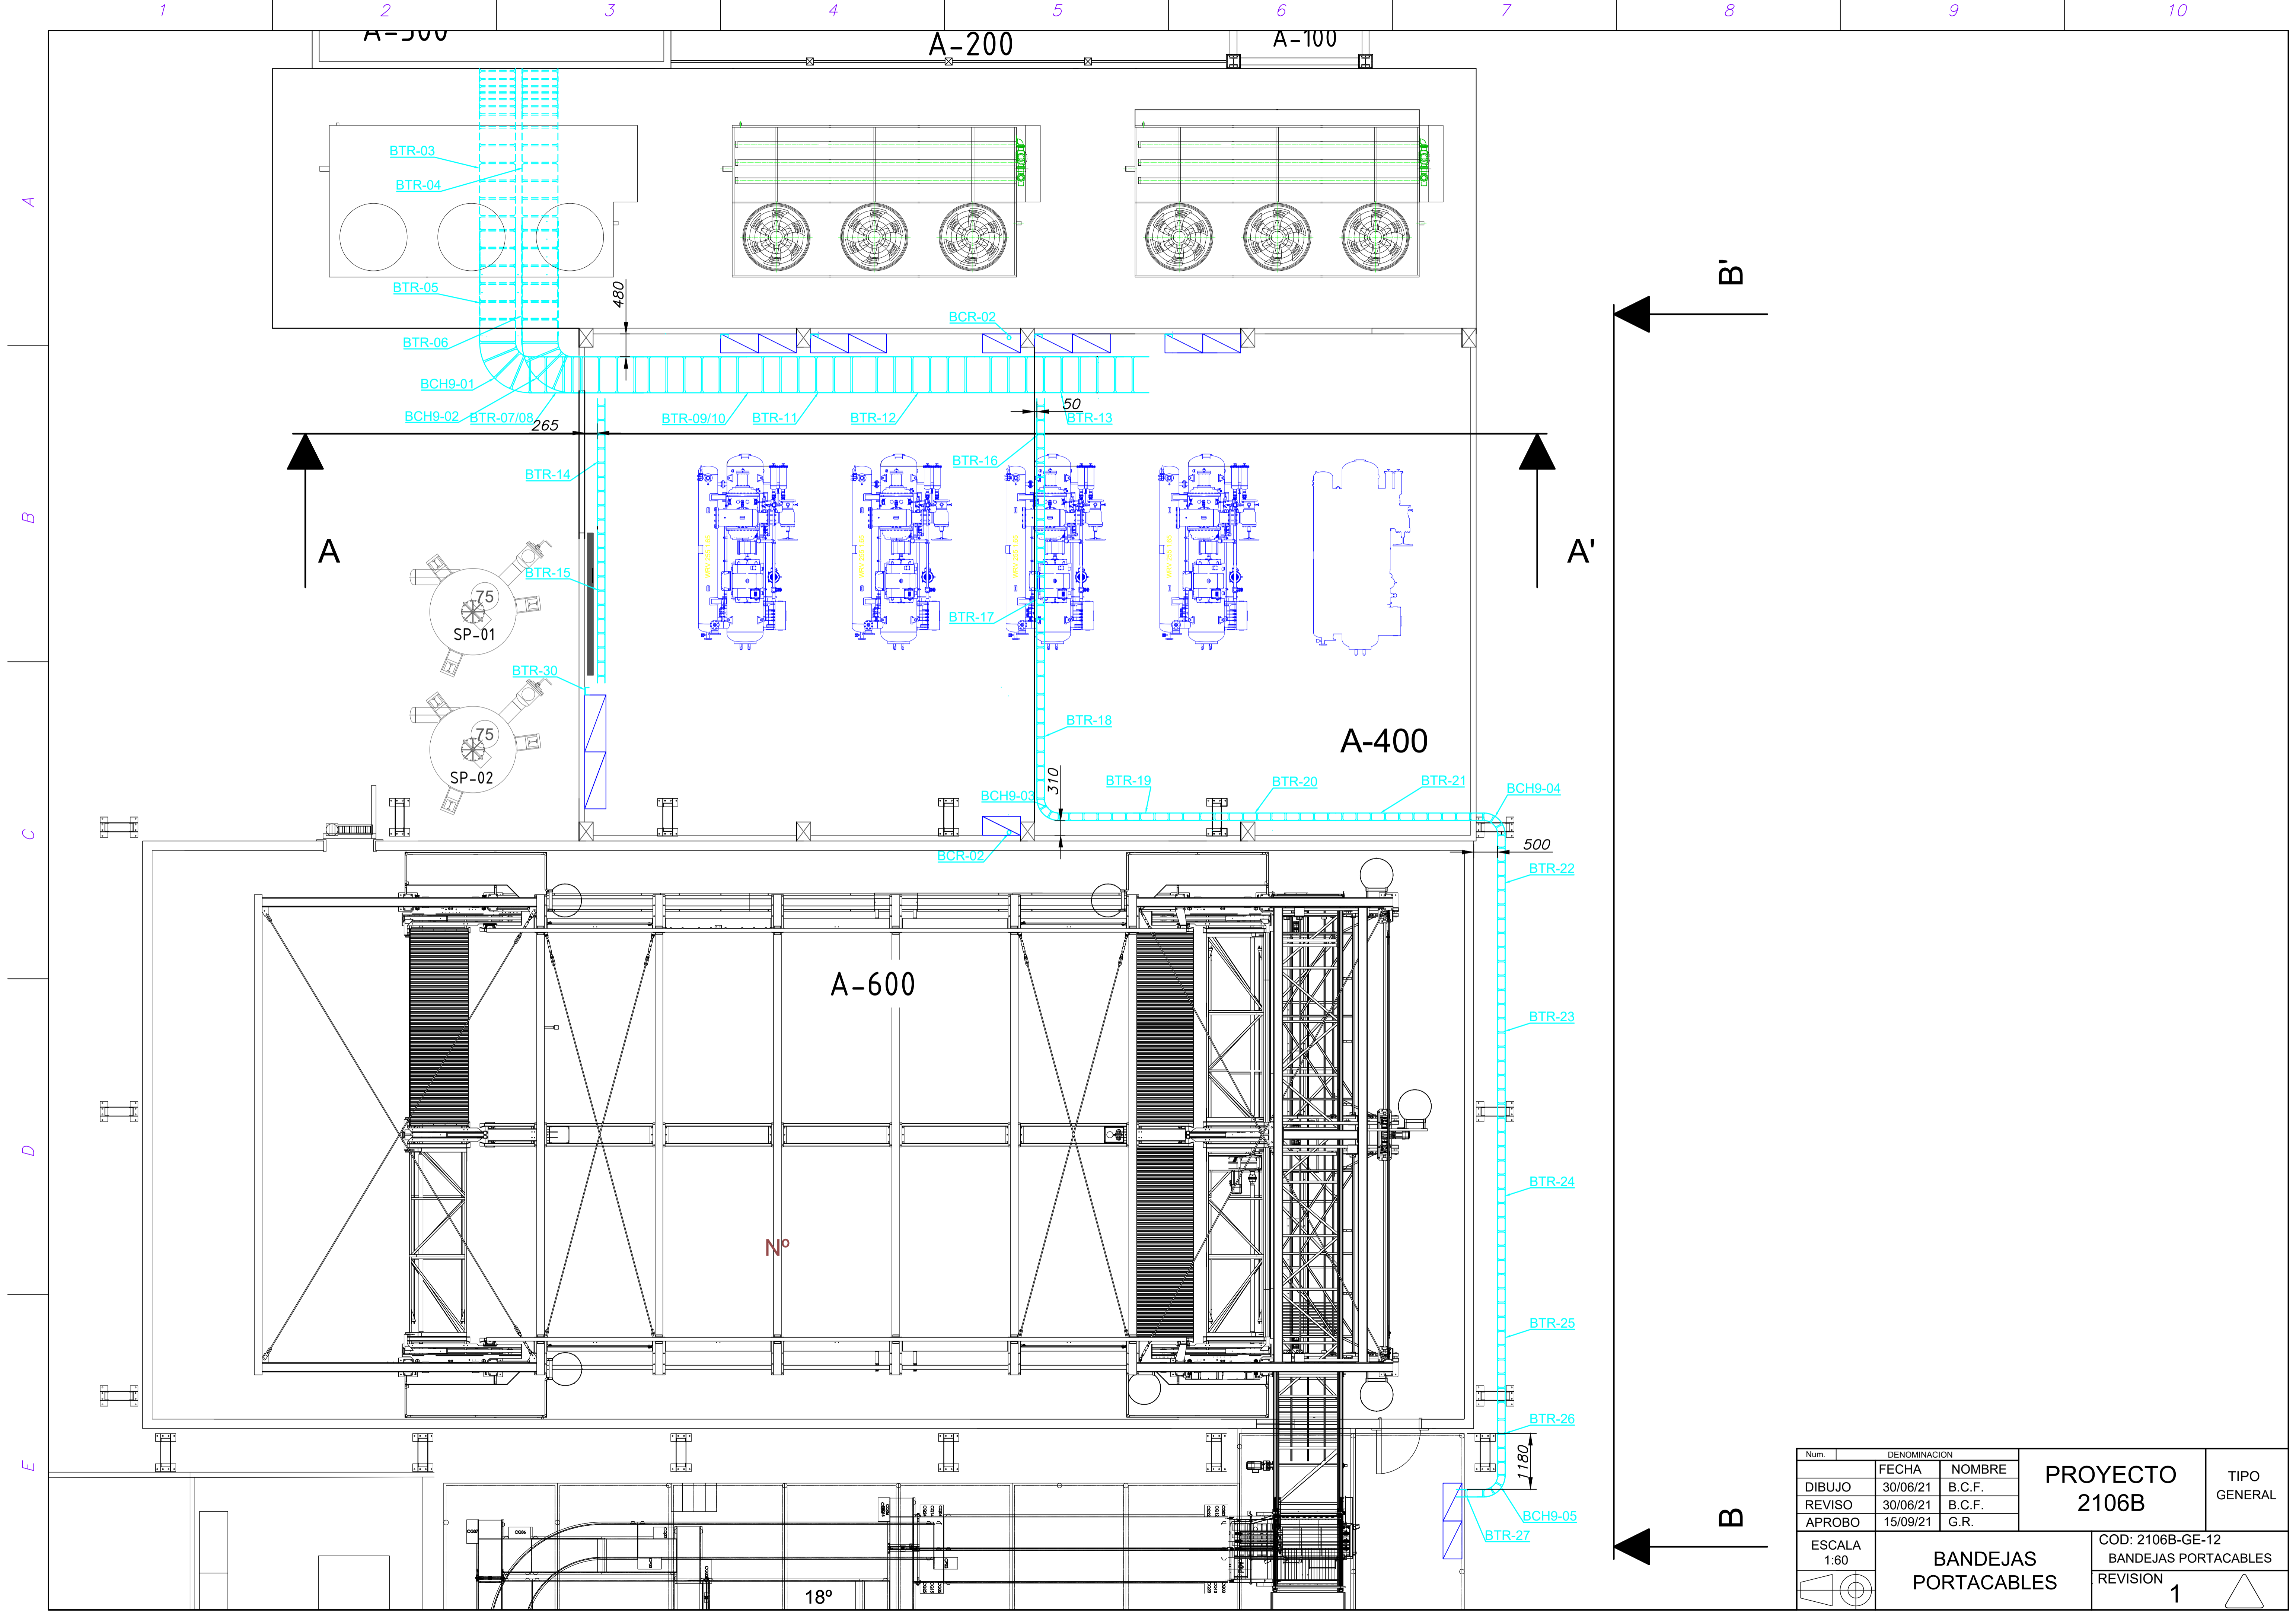 1 2 3 4 5 6 7 8 9 10
A-200
A-100
A
B
C
D
E
BTR-03
BTR-04
BTR-05
BTR-06
BCH9-01
BCH9-02
BTR-07/08
480
BCR-02
B'
BTR-09/10
BTR-11
BTR-12
50
BTR-13
265
BTR-14
BTR-16
A
A'
BTR-15
BTR-17
75
SP-01
BTR-30
75
SP-02
BTR-18
A-400
310
BTR-19
BTR-20
BTR-21
BCH9-03
BCH9-04
BCR-02
500
BTR-22
A-600
BTR-23
BTR-24
Nº
BTR-25
BTR-26
1180
BCH9-05
BTR-27
B
18º
Num. DENOMINACION
FECHA NOMBRE
DIBUJO 30/06/21 B.C.F.
REVISO 30/06/21 B.C.F.
APROBO 15/09/21 G.R.
PROYECTO
2106B
TIPO
GENERAL
ESCALA
1:60
BANDEJAS
PORTACABLES
COD: 2106B-GE-12
BANDEJAS PORTACABLES
REVISION 1